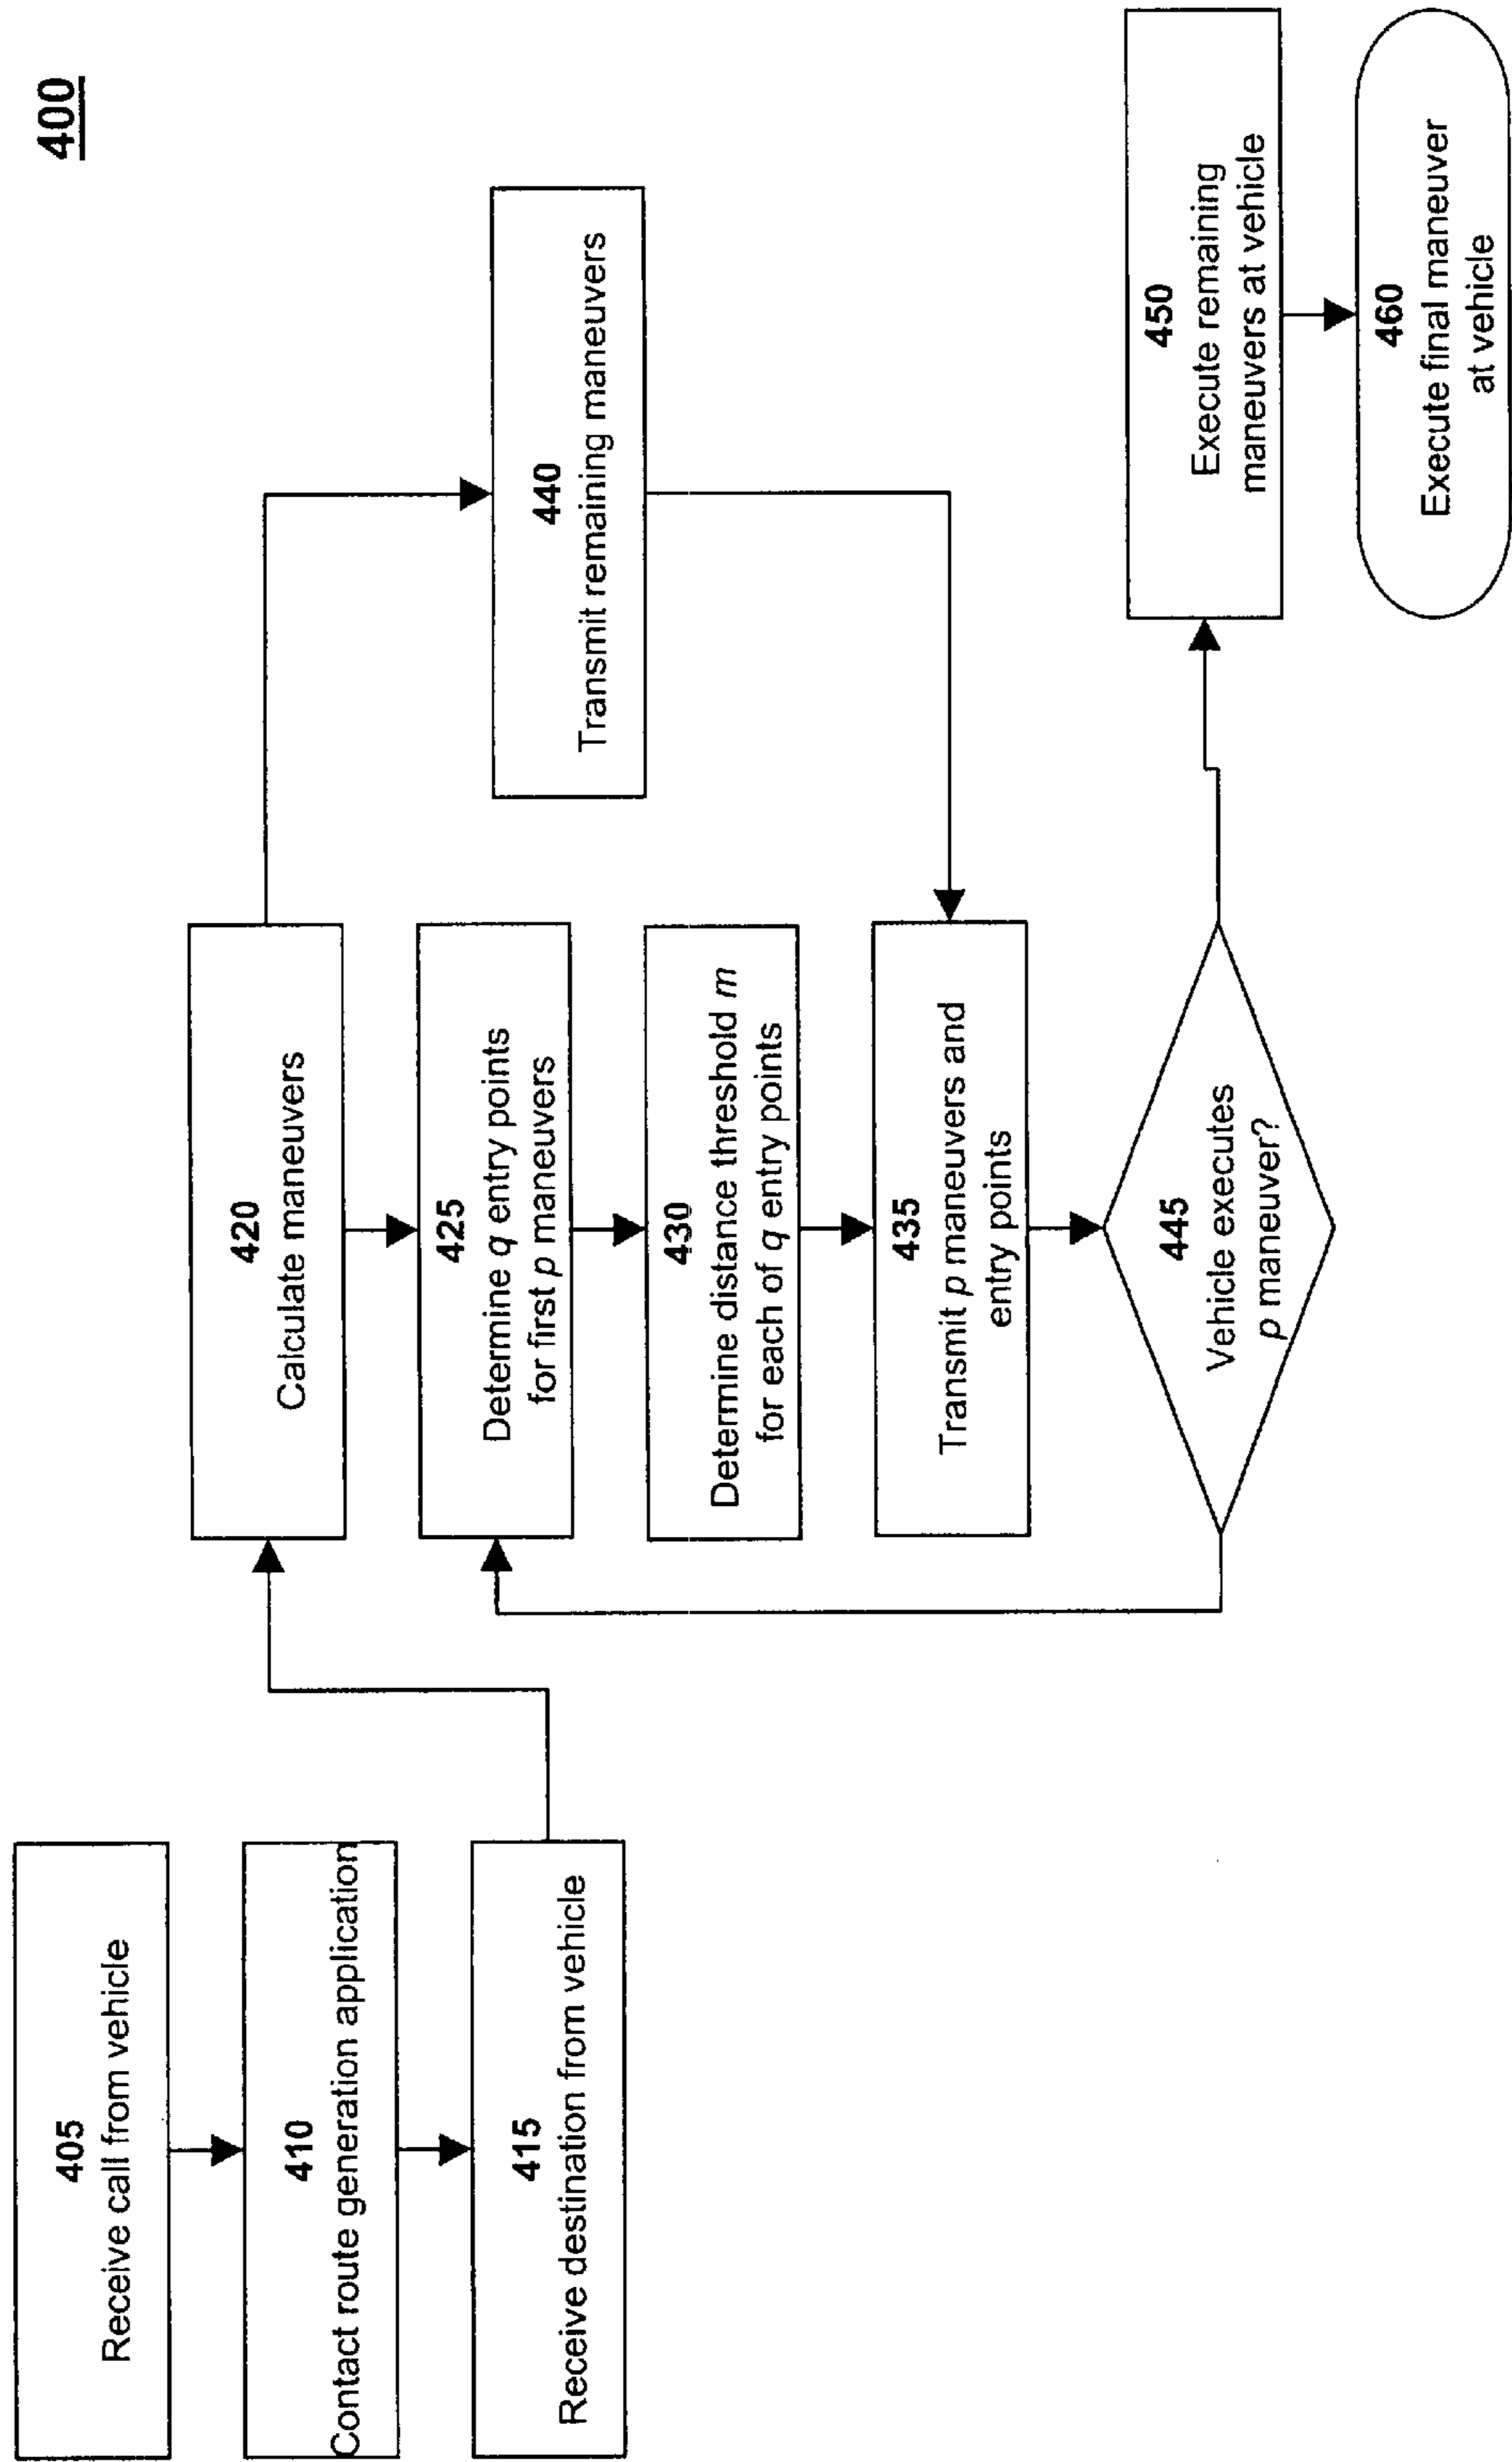 400
405
Receive call from vehicle
410
Contact route generation application
415
Receive destination from vehicle
420
Calculate maneuvers
425
Determine q entry points
for first p maneuvers
430
Determine distance threshold m
for each of q entry points
435
Transmit p maneuvers and
entry points
440
Transmit remaining maneuvers
445
Vehicle executes
p maneuver?
450
Execute remaining
maneuvers at vehicle
460
Execute final maneuver
at vehicle